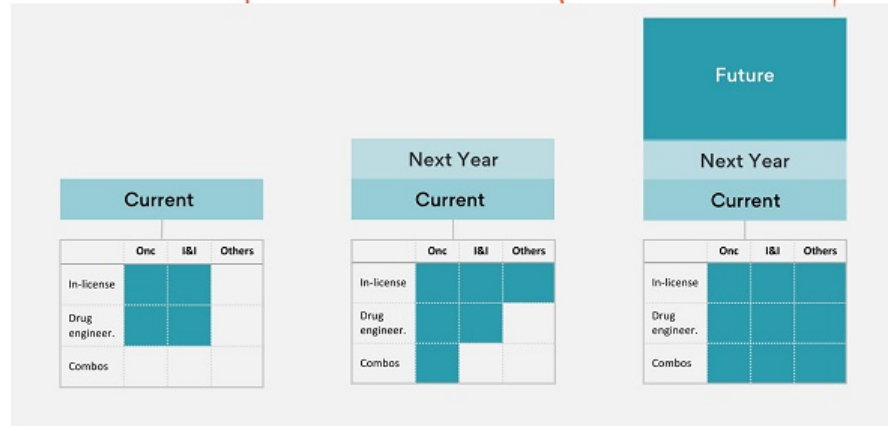 Future
Next Year
Next Year
Current
Current
Current
Onc I&I Others
Onc I&I Others
Onc I&I Others
In-license
In-license
In-license
Drug
engineer.
Drug
engineer.
Drug
engineer.
Combos
Combos
Combos